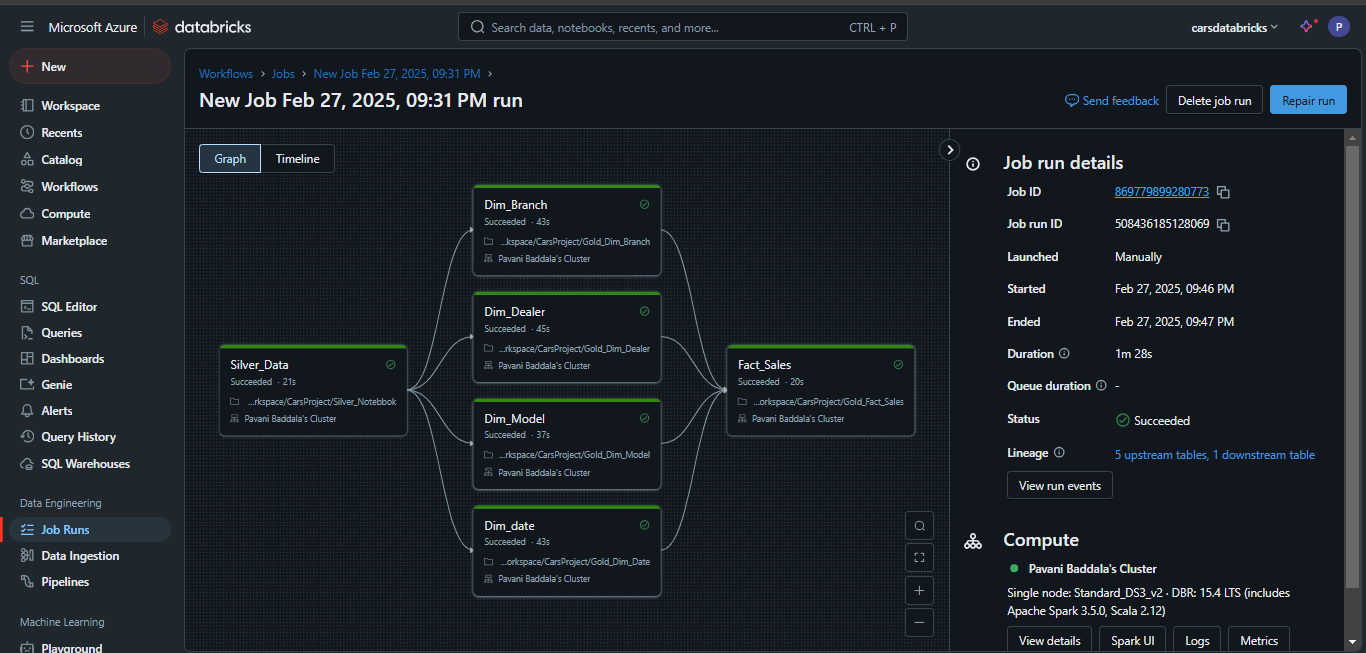 Microsoft Azure databricks
Search data, notebooks, recents, and more... CTRL + P
carsdatabricks
P
New
Workspace
Recents
Catalog
Workflows
Compute
Marketplace
SQL
SQL Editor
Queries
Dashboards
Genie
Alerts
Query History
SQL Warehouses
Data Engineering
Job Runs
Data Ingestion
Pipelines
Machine Learning
Playground
Workflows > Jobs > New Job Feb 27, 2025, 09:31 PM >
New Job Feb 27, 2025, 09:31 PM run
Send feedback
Delete job run
Repair run
Graph
Timeline
Silver_Data
Succeeded · 21s
...rkspace/CarsProject/Silver_Notebbok
Pavani Baddala's Cluster
Dim_Branch
Succeeded · 43s
...kspace/CarsProject/Gold_Dim_Branch
Pavani Baddala's Cluster
Dim_Dealer
Succeeded · 45s
...rkspace/CarsProject/Gold_Dim_Dealer
Pavani Baddala's Cluster
Dim_Model
Succeeded · 37s
...rkspace/CarsProject/Gold_Dim_Model
Pavani Baddala's Cluster
Dim_date
Succeeded · 43s
...orkspace/CarsProject/Gold_Dim_Date
Pavani Baddala's Cluster
Fact_Sales
Succeeded · 20s
...orkspace/CarsProject/Gold_Fact_Sales
Pavani Baddala's Cluster
Job run details
Job ID 869779899280773
Job run ID 508436185128069
Launched Manually
Started Feb 27, 2025, 09:46 PM
Ended Feb 27, 2025, 09:47 PM
Duration 1m 28s
Queue duration -
Status Succeeded
Lineage 5 upstream tables, 1 downstream table
View run events
Compute
Pavani Baddala's Cluster
Single node: Standard_DS3_v2 · DBR: 15.4 LTS (includes
Apache Spark 3.5.0, Scala 2.12)
View details
Spark UI
Logs
Metrics